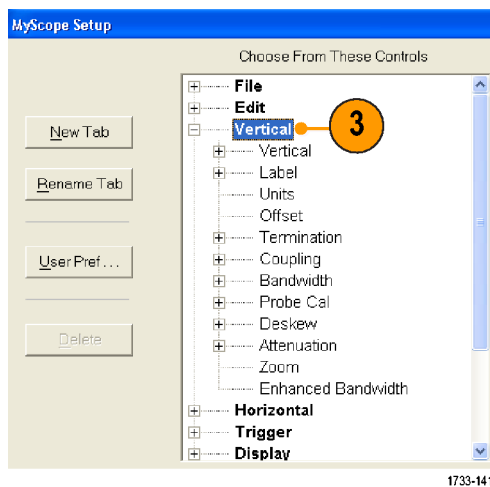 MyScope Setup
Choose From These Controls
File
Edit
Vertical
3
Vertical
Label
Units
Offset
Termination
Coupling
Bandwidth
Probe Cal
Deskew
Attenuation
Zoom
Enhanced Bandwidth
Horizontal
Trigger
Display
New Tab
Rename Tab
User Pref...
Delete
1733-141